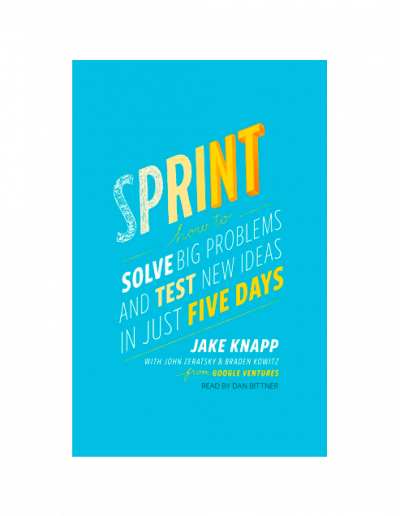 SPRINT
how to
SOLVE BIG PROBLEMS
AND TEST NEW IDEAS
IN JUST FIVE DAYS
JAKE KNAPP
WITH JOHN ZERATSKY & BRADEN KOWITZ
from GOOGLE VENTURES
READ BY DAN BITTNER